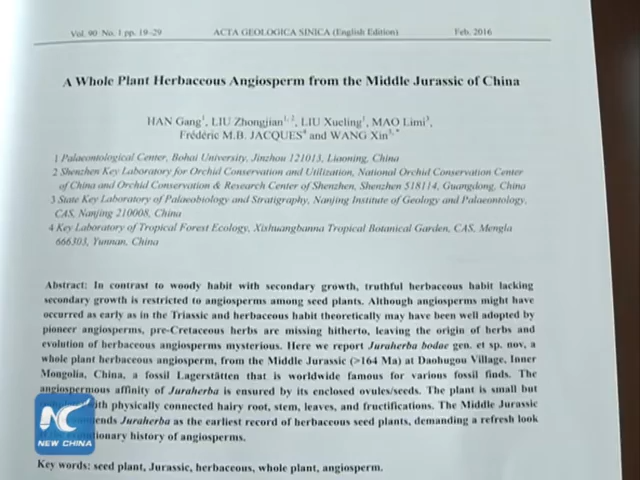 Vol. 90 No. 1 pp. 19–29 ACTA GEOLOGICA SINICA (English Edition) Feb. 2016
A Whole Plant Herbaceous Angiosperm from the Middle Jurassic of China
HAN Gang1, LIU Zhongjian1, 2, LIU Xueling1, MAO Limi3,
Frédéric M.B. JACQUES4 and WANG Xin3, *
1 Palaeontological Center, Bohai University, Jinzhou 121013, Liaoning, China
2 Shenzhen Key Laboratory for Orchid Conservation and Utilization, National Orchid Conservation Center
of China and Orchid Conservation & Research Center of Shenzhen, Shenzhen 518114, Guangdong, China
3 State Key Laboratory of Palaeobiology and Stratigraphy, Nanjing Institute of Geology and Palaeontology,
CAS, Nanjing 210008, China
4 Key Laboratory of Tropical Forest Ecology, Xishuangbanna Tropical Botanical Garden, CAS, Mengla
666303, Yunnan, China
Abstract: In contrast to woody habit with secondary growth, truthful herbaceous habit lacking
secondary growth is restricted to angiosperms among seed plants. Although angiosperms might have
occurred as early as in the Triassic and herbaceous habit theoretically may have been well adopted by
pioneer angiosperms, pre-Cretaceous herbs are missing hitherto, leaving the origin of herbs and
evolution of herbaceous angiosperms mysterious. Here we report Juraherba bodae gen. et sp. nov, a
whole plant herbaceous angiosperm, from the Middle Jurassic (>164 Ma) at Daohugou Village, Inner
Mongolia, China, a fossil Lagerstätten that is worldwide famous for various fossil finds. The
angiospermous affinity of Juraherba is ensured by its enclosed ovules/seeds. The plant is small but
with physically connected hairy root, stem, leaves, and fructifications. The Middle Jurassic
Juraherba as the earliest record of herbaceous seed plants, demanding a refresh look
history of angiosperms.
Key words: seed plant, Jurassic, herbaceous, whole plant, angiosperm.
NC
NEW CHINA